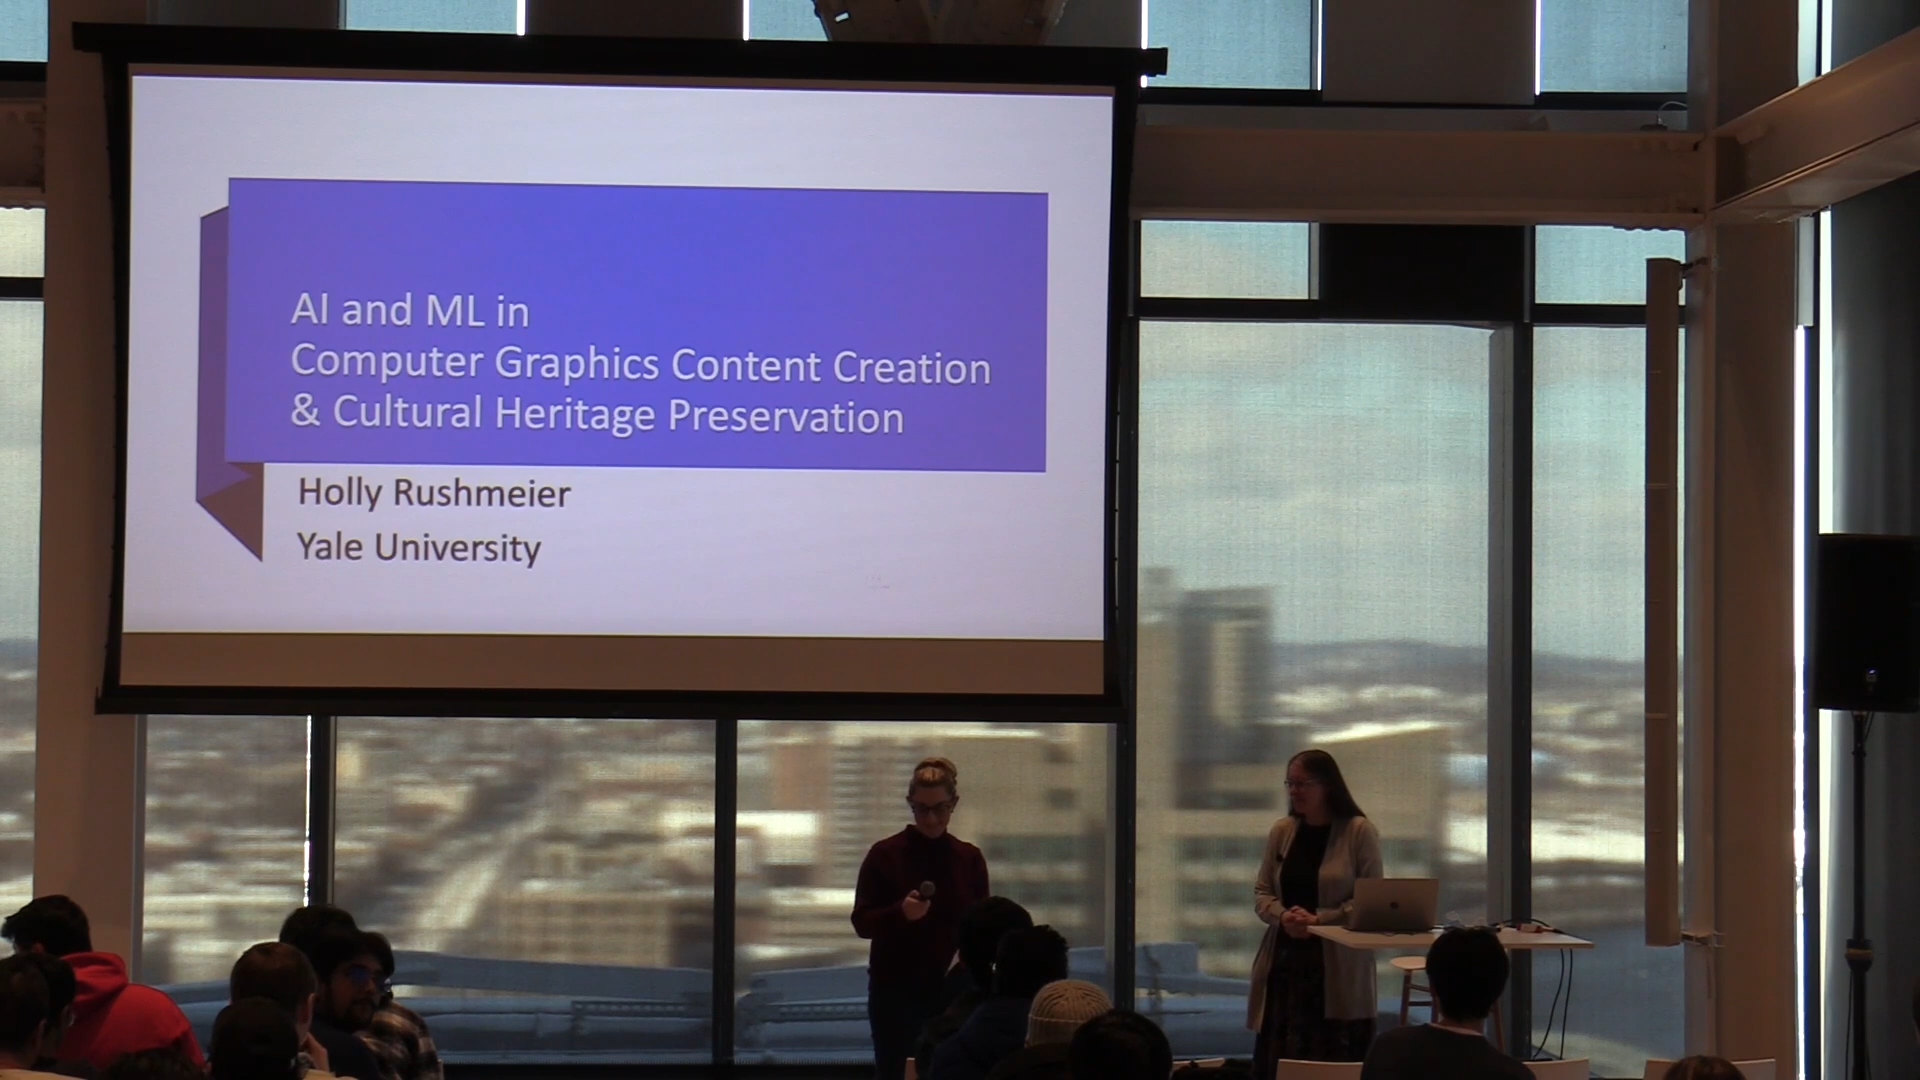 AI and ML in
Computer Graphics Content Creation
& Cultural Heritage Preservation
Holly Rushmeier
Yale University